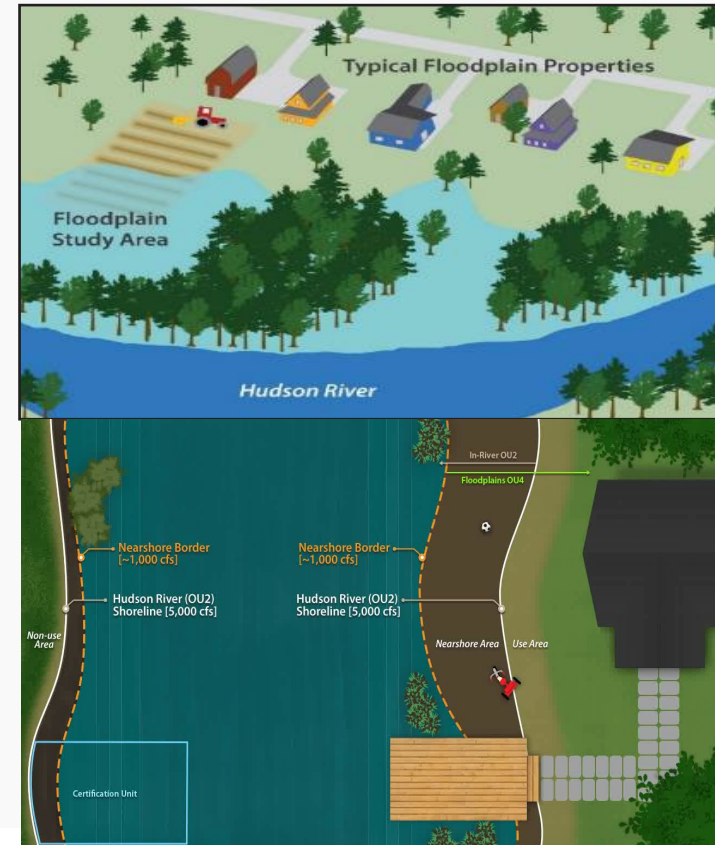 Typical Floodplain Properties
Floodplain
Study Area
Hudson River
In-River OU2
Floodplains OU4
Nearshore Border
[~1,000 cfs]
Nearshore Border
[~1,000 cfs]
Hudson River (OU2)
Shoreline [5,000 cfs]
Hudson River (OU2)
Shoreline [5,000 cfs]
Non-use
Area
Nearshore Area
Use Area
Certification Unit